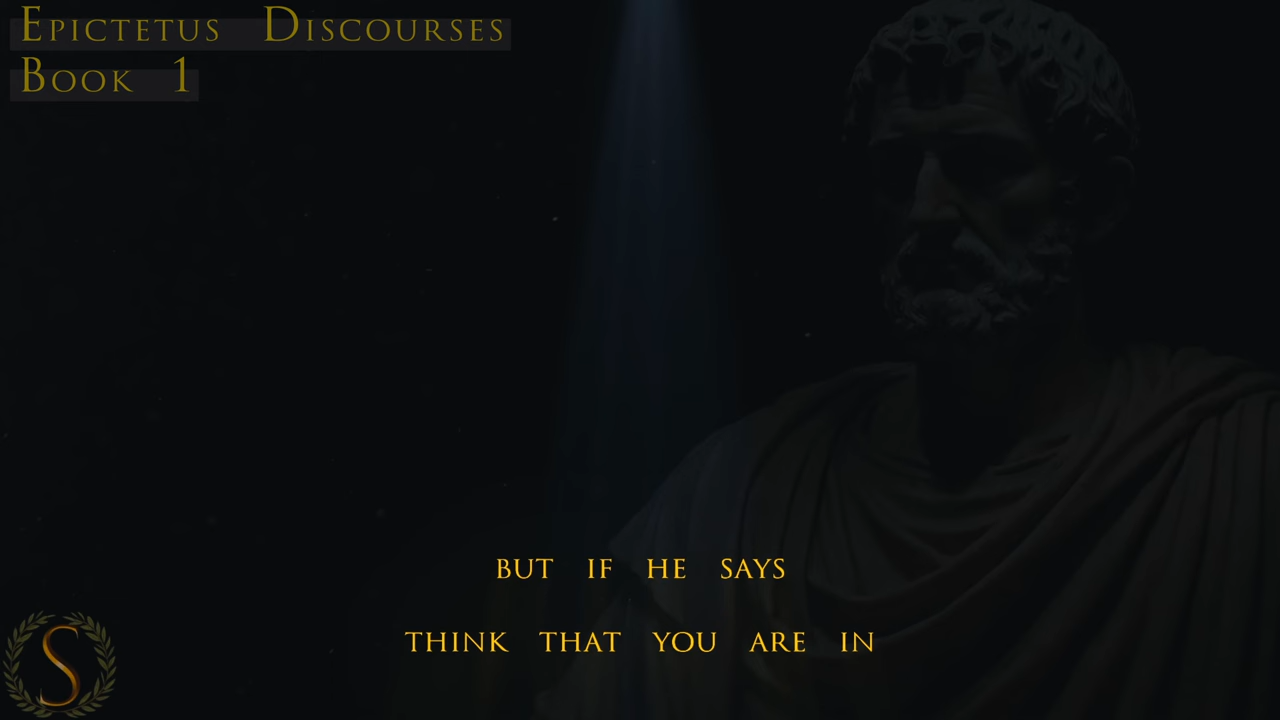 Epictetus Discourses
Book 1
BUT IF HE SAYS
THINK THAT YOU ARE IN
S